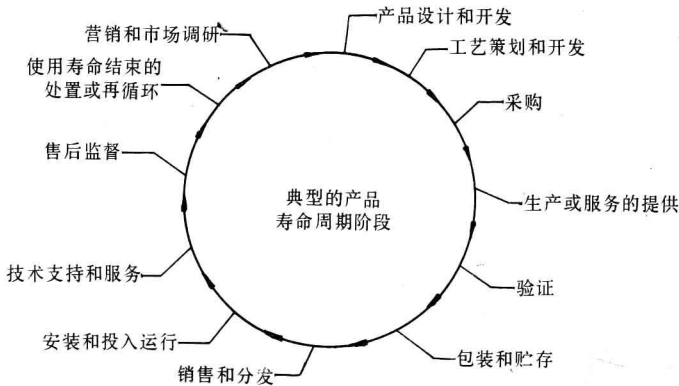 营销和市场调研
产品设计和开发
工艺策划和开发
采购
生产或服务的提供
验证
包装和贮存
销售和分发
安装和投入运行
技术支持和服务
售后监督
使用寿命结束的
处置或再循环
典型的产品
寿命周期阶段